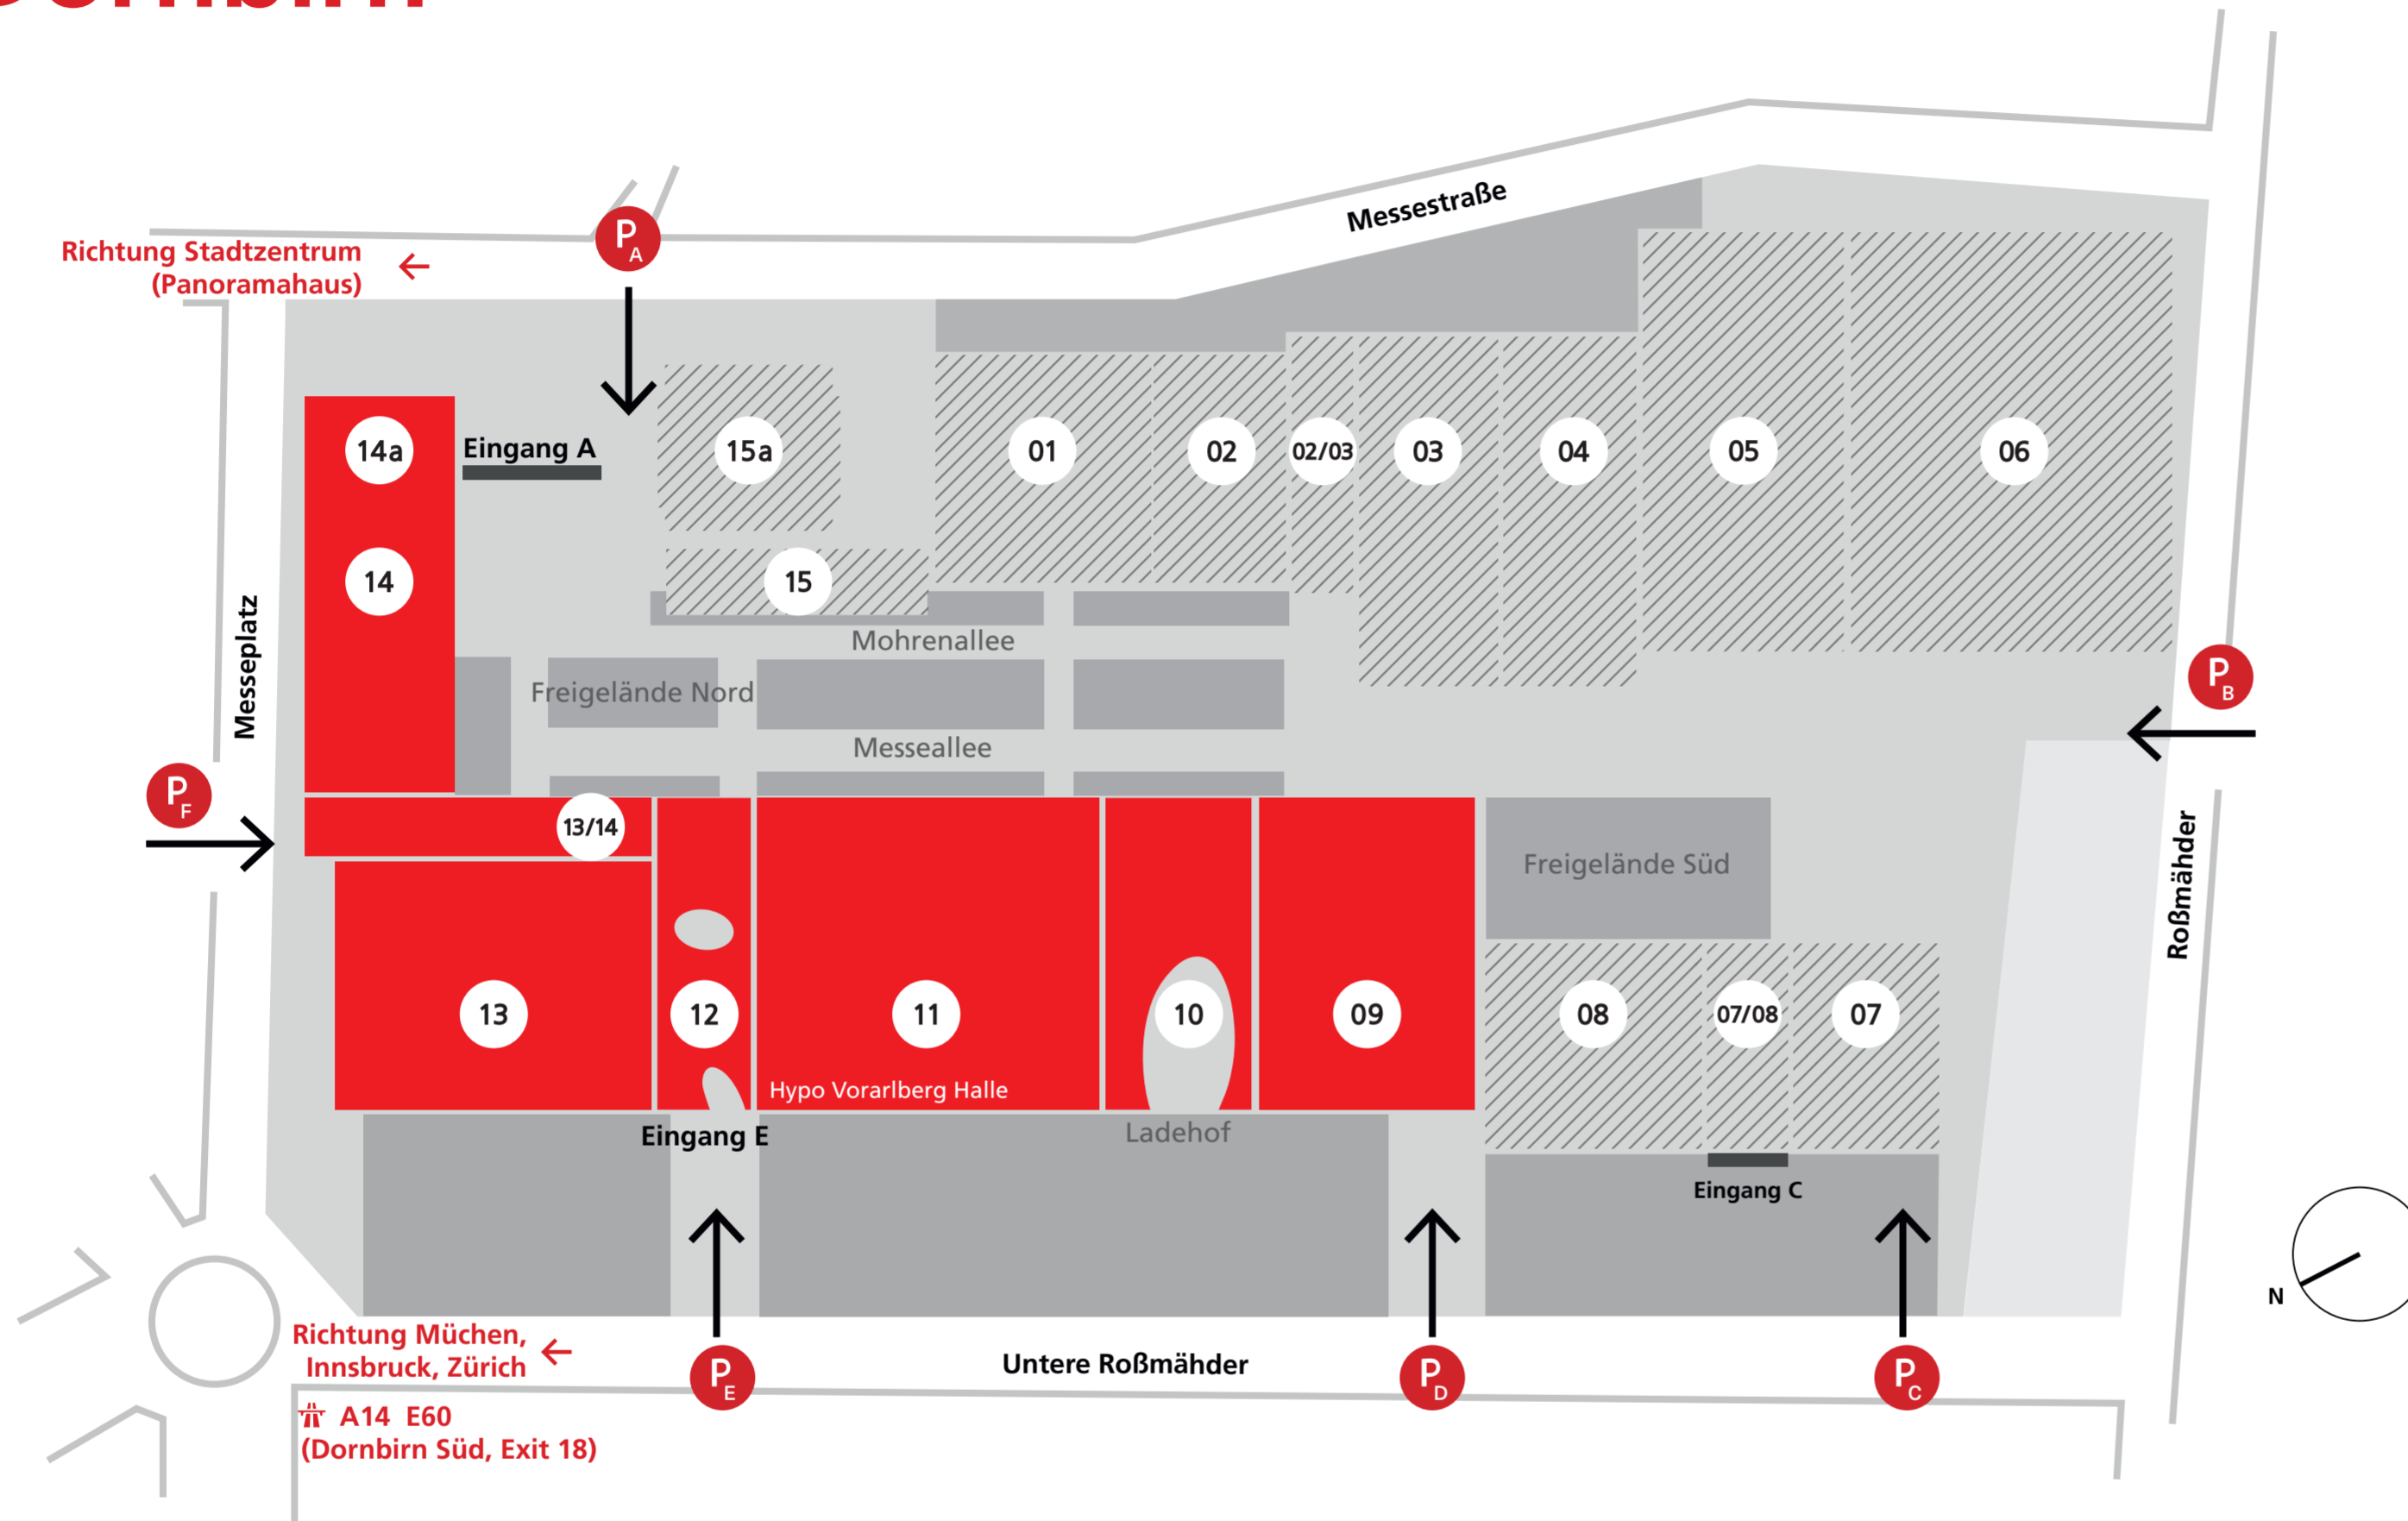 Messestraße
Richtung Stadtzentrum
(Panoramahaus)
P A
14a
Eingang A
15a
01
02
02/03
03
04
05
06
14
15
Mohrenallee
Messeplatz
Freigelände Nord
Messeallee
P B
P F
13/14
Freigelände Süd
Roßmähder
13
12
11
10
09
08
07/08
07
Hypo Vorarlberg Halle
Eingang E
Ladehof
Eingang C
N
Richtung Müchen,
Innsbruck, Zürich
Untere Roßmähder
P E
P D
P C
A14 E60
(Dornbirn Süd, Exit 18)